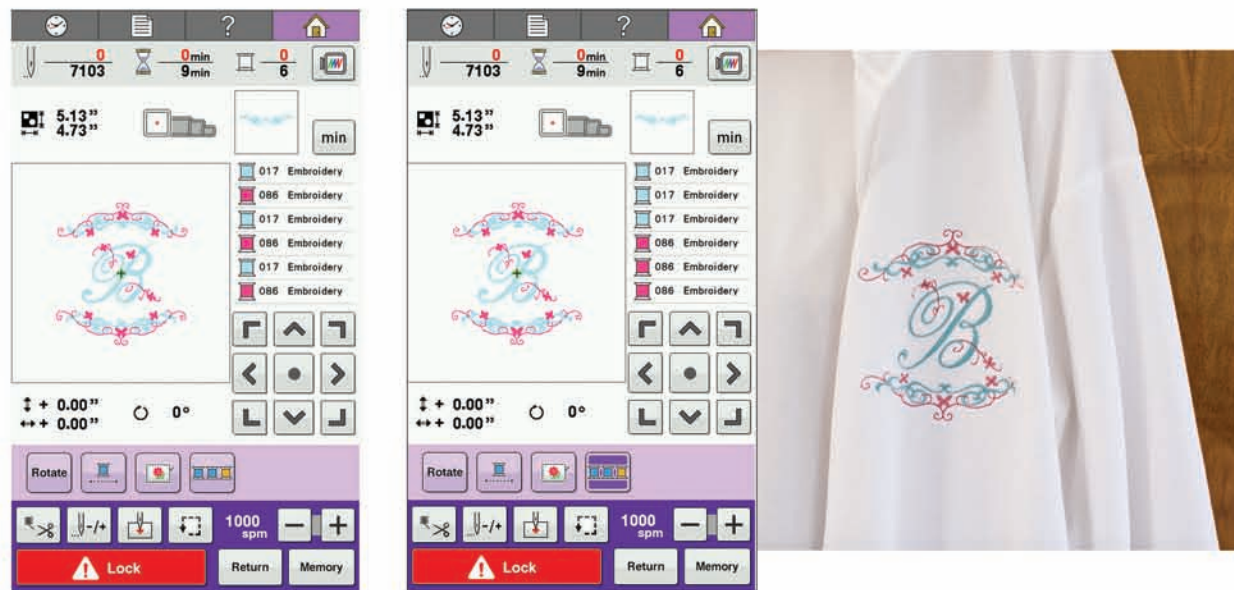 ?
0
7103
0min
9min
0
6
5.13"
4.73"
min
017 Embroidery
086 Embroidery
017 Embroidery
086 Embroidery
017 Embroidery
086 Embroidery
B
+ 0.00"
+ 0.00"
0°
Rotate
-/+
1000
spm
− +
! Lock
Return
Memory
?
0
7103
0min
9min
0
6
5.13"
4.73"
min
017 Embroidery
017 Embroidery
017 Embroidery
086 Embroidery
086 Embroidery
086 Embroidery
B
+ 0.00"
+ 0.00"
0°
Rotate
-/+
1000
spm
− +
! Lock
Return
Memory
B